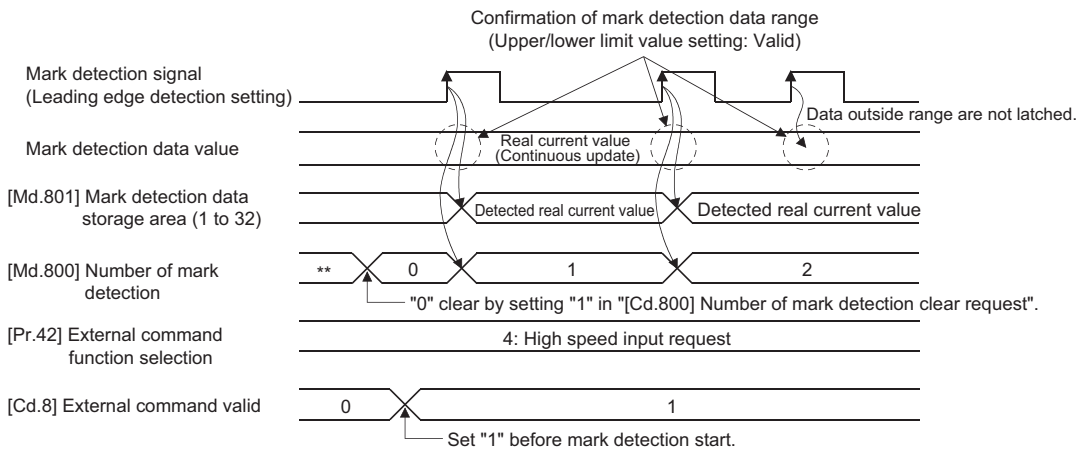 Confirmation of mark detection data range
(Upper/lower limit value setting: Valid)
Mark detection signal
(Leading edge detection setting)
Data outside range are not latched.
Mark detection data value
Real current value
(Continuous update)
[Md.801] Mark detection data
storage area (1 to 32)
Detected real current value
Detected real current value
[Md.800] Number of mark
detection
**
0
1
2
"0" clear by setting "1" in "[Cd.800] Number of mark detection clear request".
[Pr.42] External command
function selection
4: High speed input request
[Cd.8] External command valid
0
1
Set "1" before mark detection start.